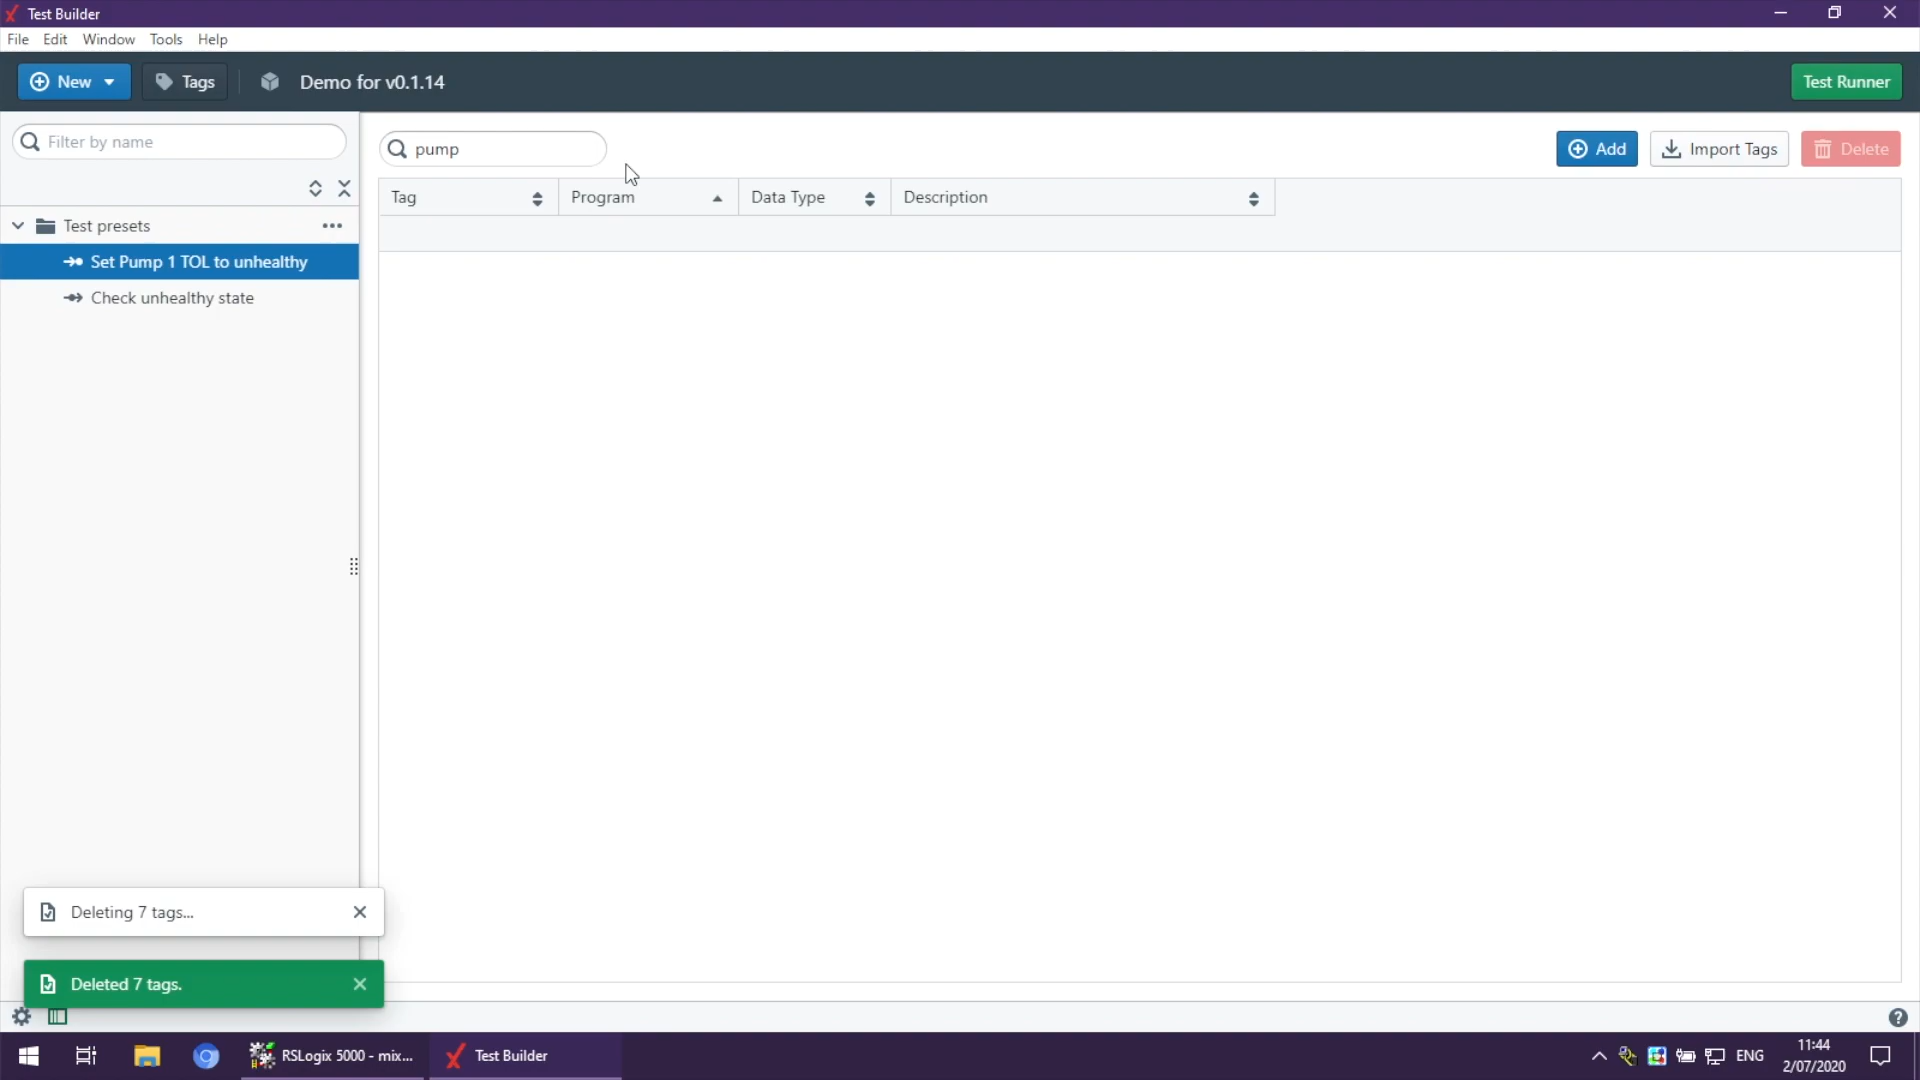 Test Builder
File Edit Window Tools Help
New Tags Demo for v0.1.14 Test Runner
Filter by name
pump
Add Import Tags Delete
Tag Program Data Type Description
Test presets
Set Pump 1 TOL to unhealthy
Check unhealthy state
Deleting 7 tags...
Deleted 7 tags.
RSLogix 5000 - mix... Test Builder
ENG 11:44
2/07/2020